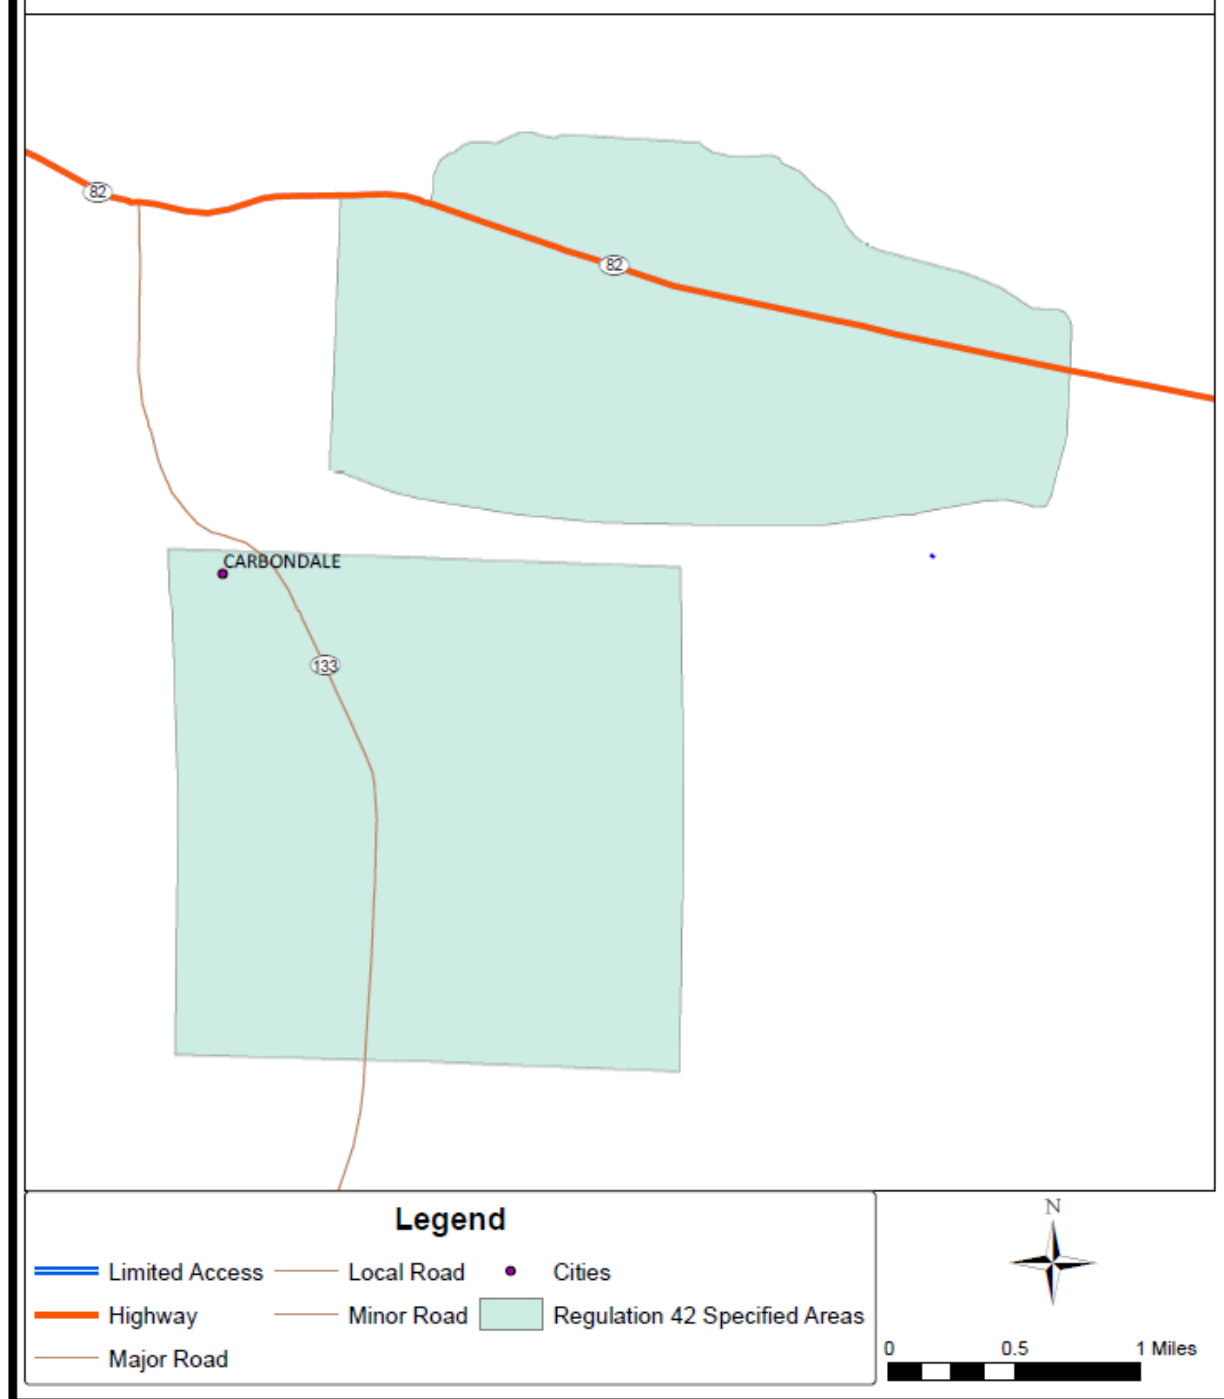 82
82
CARBONDALE
133
Legend
Limited Access
Local Road
Cities
Highway
Minor Road
Regulation 42 Specified Areas
Major Road
N
0 0.5 1 Miles